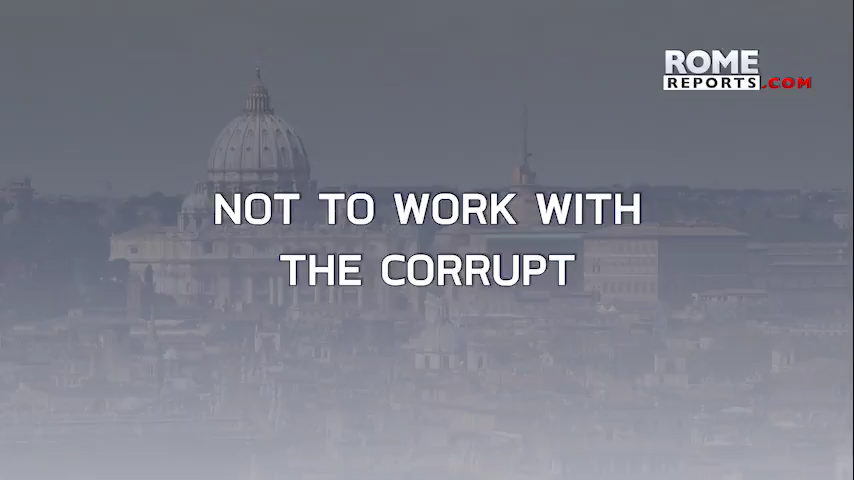 ROME
REPORTS.COM
NOT TO WORK WITH
THE CORRUPT